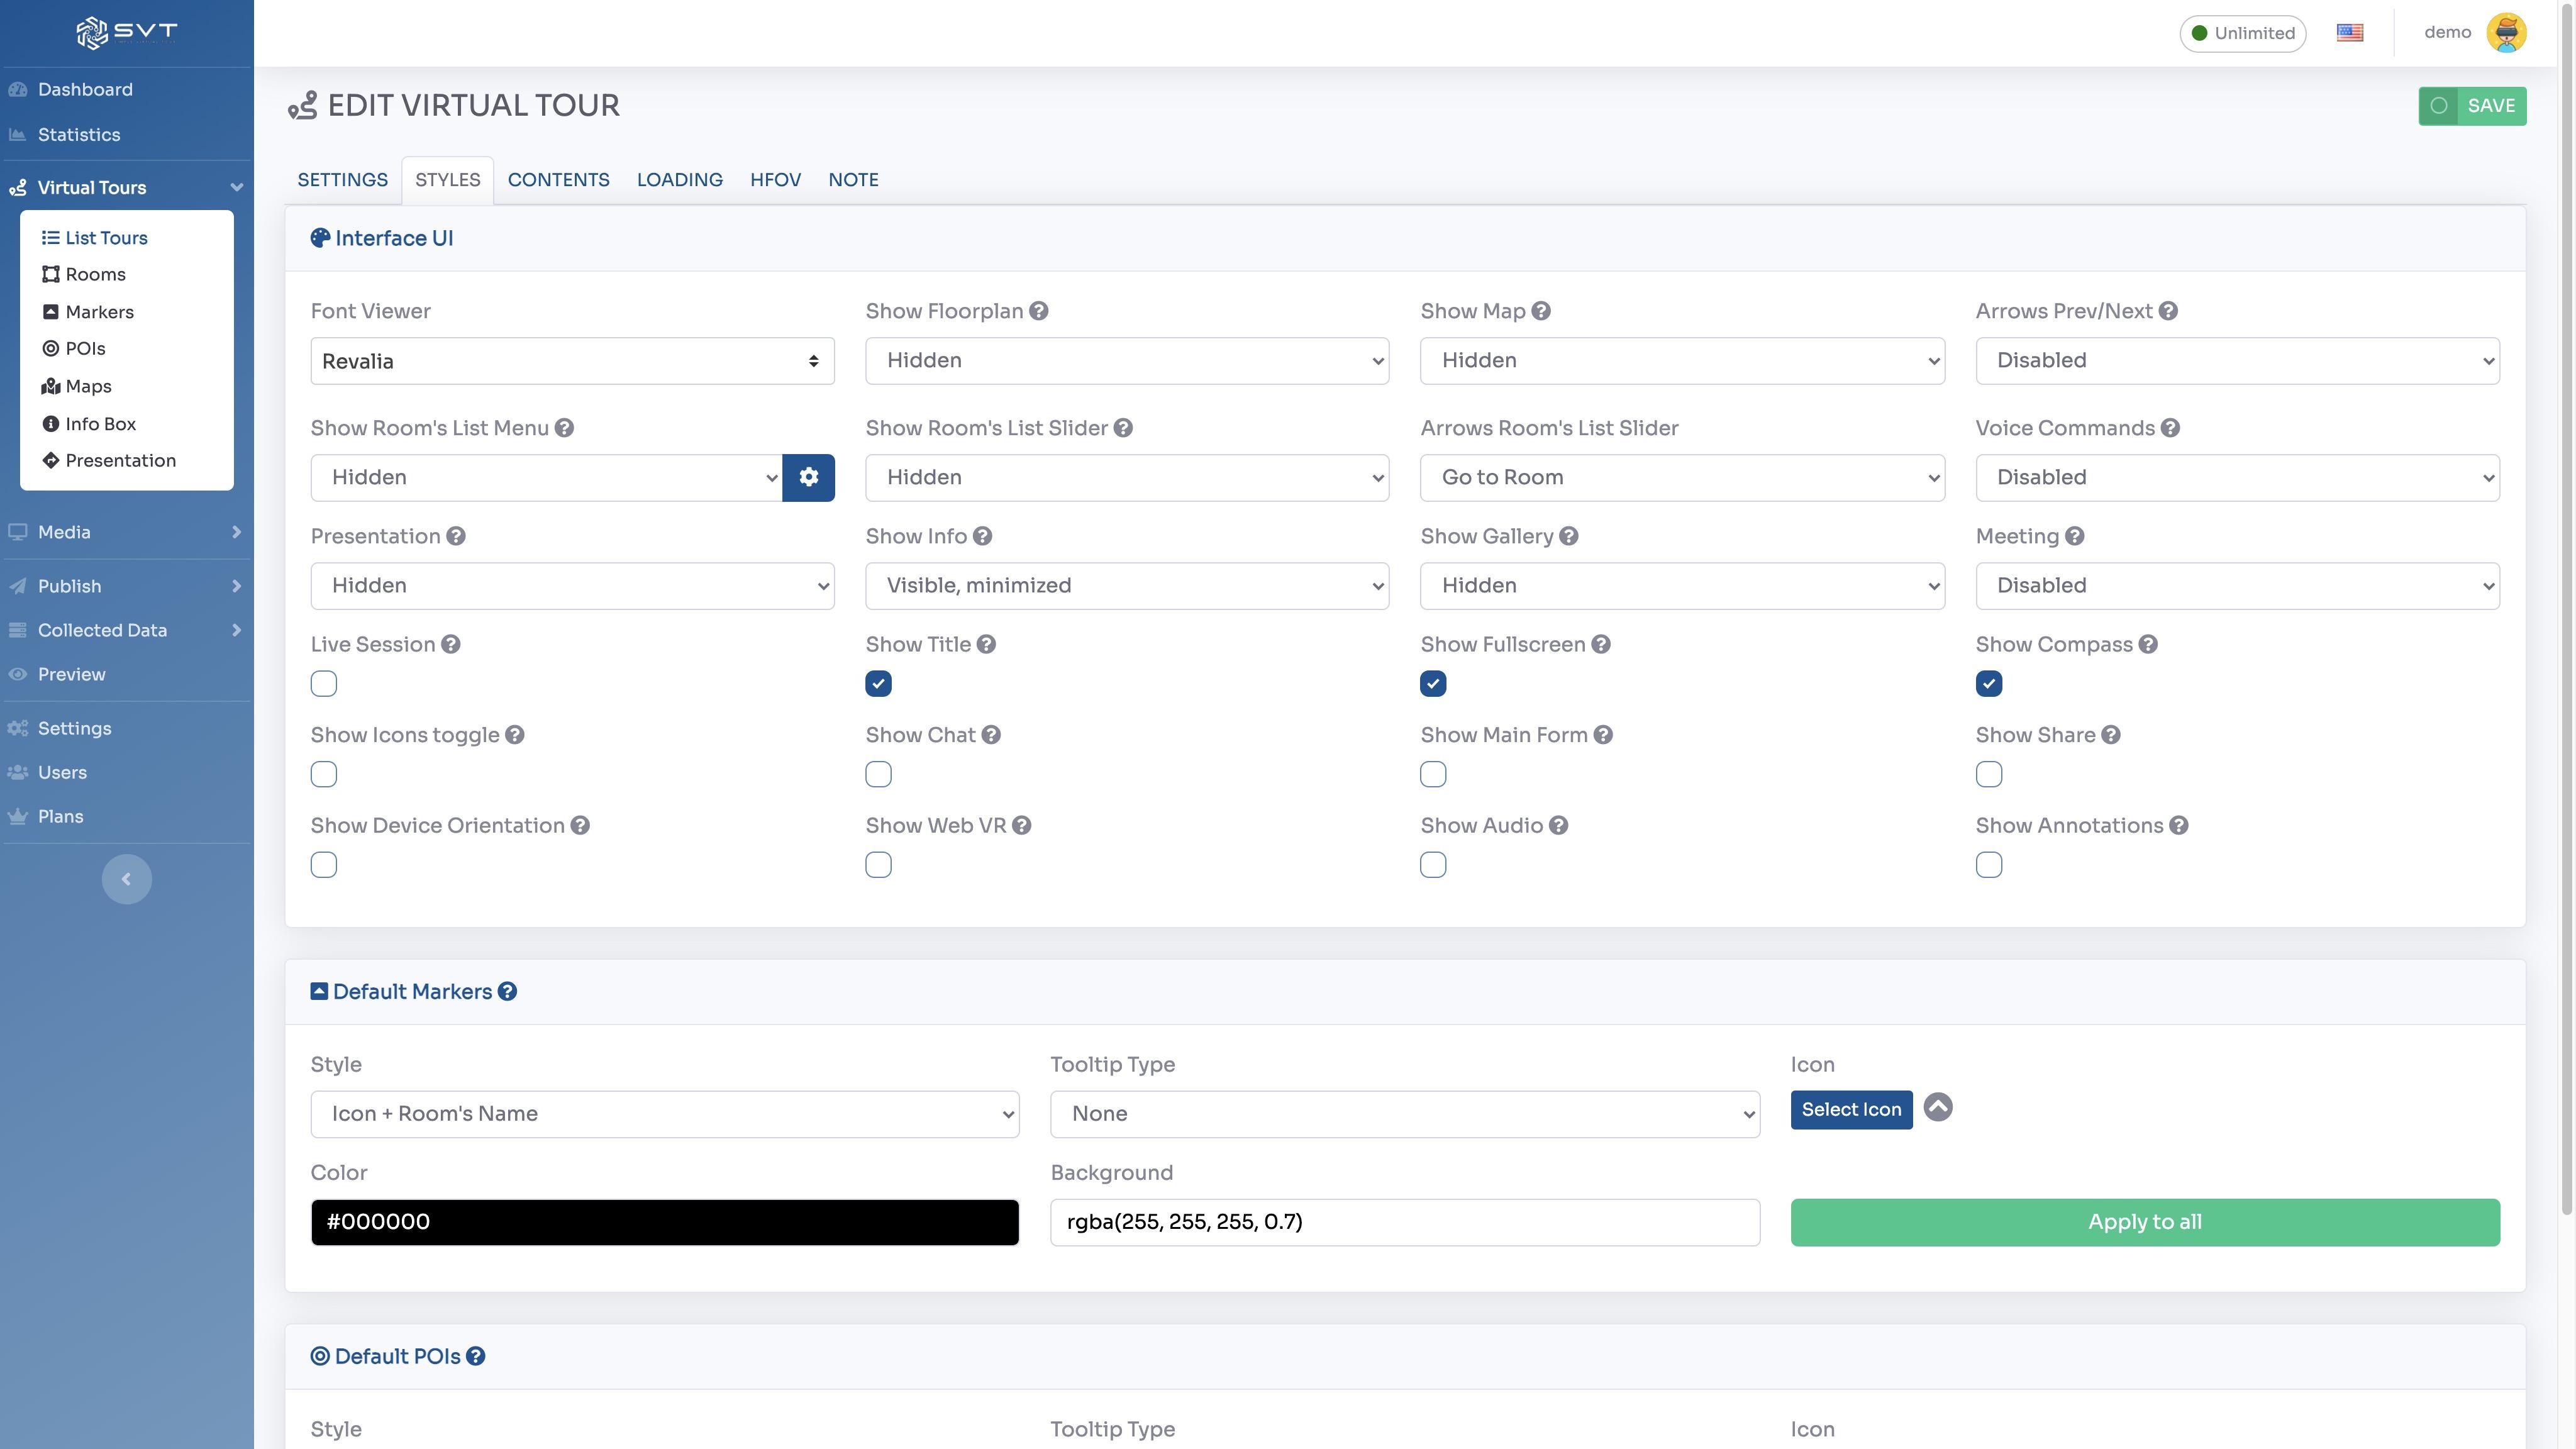 SVT
Unlimited
demo
Dashboard
Statistics
Virtual Tours
List Tours
Rooms
Markers
POIs
Maps
Info Box
Presentation
Media
Publish
Collected Data
Preview
Settings
Users
Plans
EDIT VIRTUAL TOUR
SAVE
SETTINGS STYLES CONTENTS LOADING HFOV NOTE
Interface UI
Font Viewer Show Floorplan ? Show Map ? Arrows Prev/Next ?
Revalia Hidden Hidden Disabled
Show Room's List Menu ? Show Room's List Slider ? Arrows Room's List Slider Voice Commands ?
Hidden Hidden Go to Room Disabled
Presentation ? Show Info ? Show Gallery ? Meeting ?
Hidden Visible, minimized Hidden Disabled
Live Session ? Show Title ? Show Fullscreen ? Show Compass ?
Show Icons toggle ? Show Chat ? Show Main Form ? Show Share ?
Show Device Orientation ? Show Web VR ? Show Audio ? Show Annotations ?
Default Markers ?
Style Tooltip Type Icon
Icon + Room's Name None Select Icon
Color Background
#000000 rgba(255, 255, 255, 0.7) Apply to all
Default POIs ?
Style Tooltip Type Icon